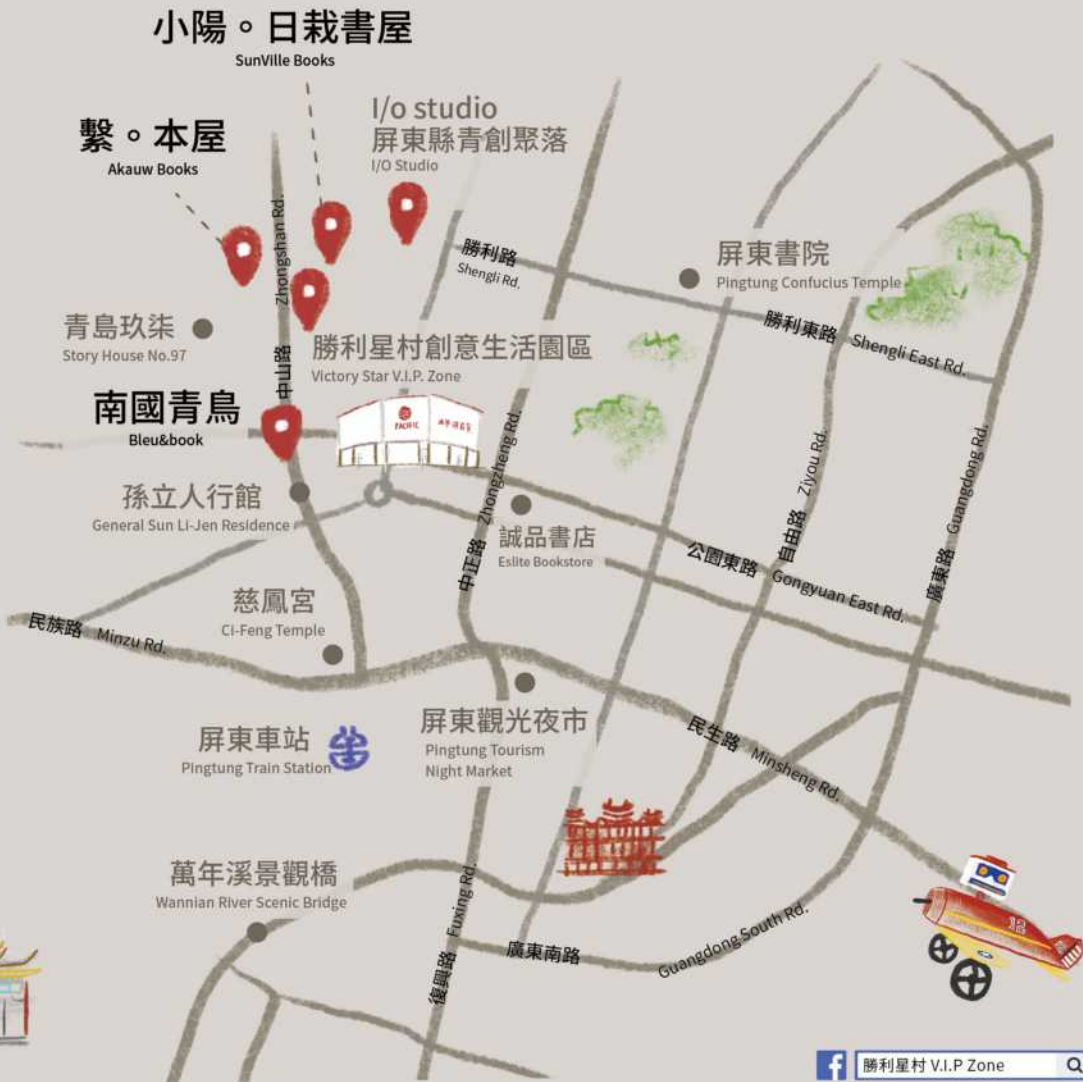 小陽。日栽書屋
SunVille Books
繫。本屋
Akauw Books
I/o studio
屏東縣青創聚落
I/O Studio
中山路 Zhongshan Rd.
勝利路
Shengli Rd.
屏東書院
Pingtung Confucius Temple
青島玖柒
Story House No.97
勝利星村創意生活園區
Victory Star V.I.P. Zone
勝利東路 Shengli East Rd.
南國青鳥
Bleu&book
PACIFIC
孫立人行館
General Sun Li-Jen Residence
中正路 Zhongzheng Rd.
誠品書店
Eslite Bookstore
自由路 Ziyou Rd.
廣東路 Guangdong Rd.
公園東路 Gongyuan East Rd.
慈鳳宮
Ci-Feng Temple
民族路 Minzu Rd.
屏東車站
Pingtung Train Station
屏東觀光夜市
Pingtung Tourism
Night Market
民生路 Minsheng Rd.
萬年溪景觀橋
Wannian River Scenic Bridge
復興路 Fuxing Rd.
廣東南路 Guangdong South Rd.
12
f 勝利星村 V.I.P Zone